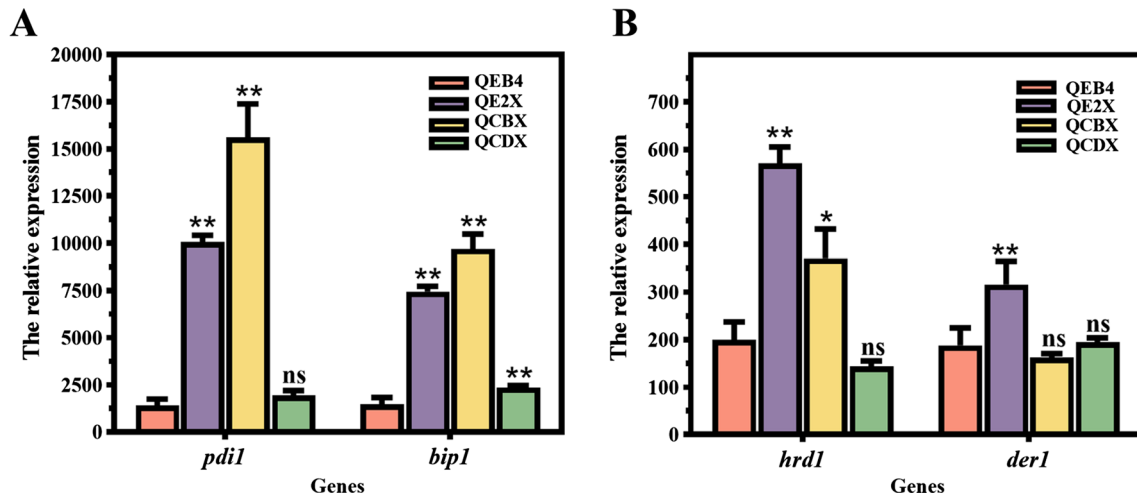 A
The relative expression
20000
17500
15000
12500
10000
7500
5000
2500
0
QEB4
QE2X
QCBX
QCDX
**
**
ns
**
**
**
pdi1
bip1
Genes
B
The relative expression
700
600
500
400
300
200
100
0
QEB4
QE2X
QCBX
QCDX
**
*
ns
**
ns
ns
hrd1
der1
Genes